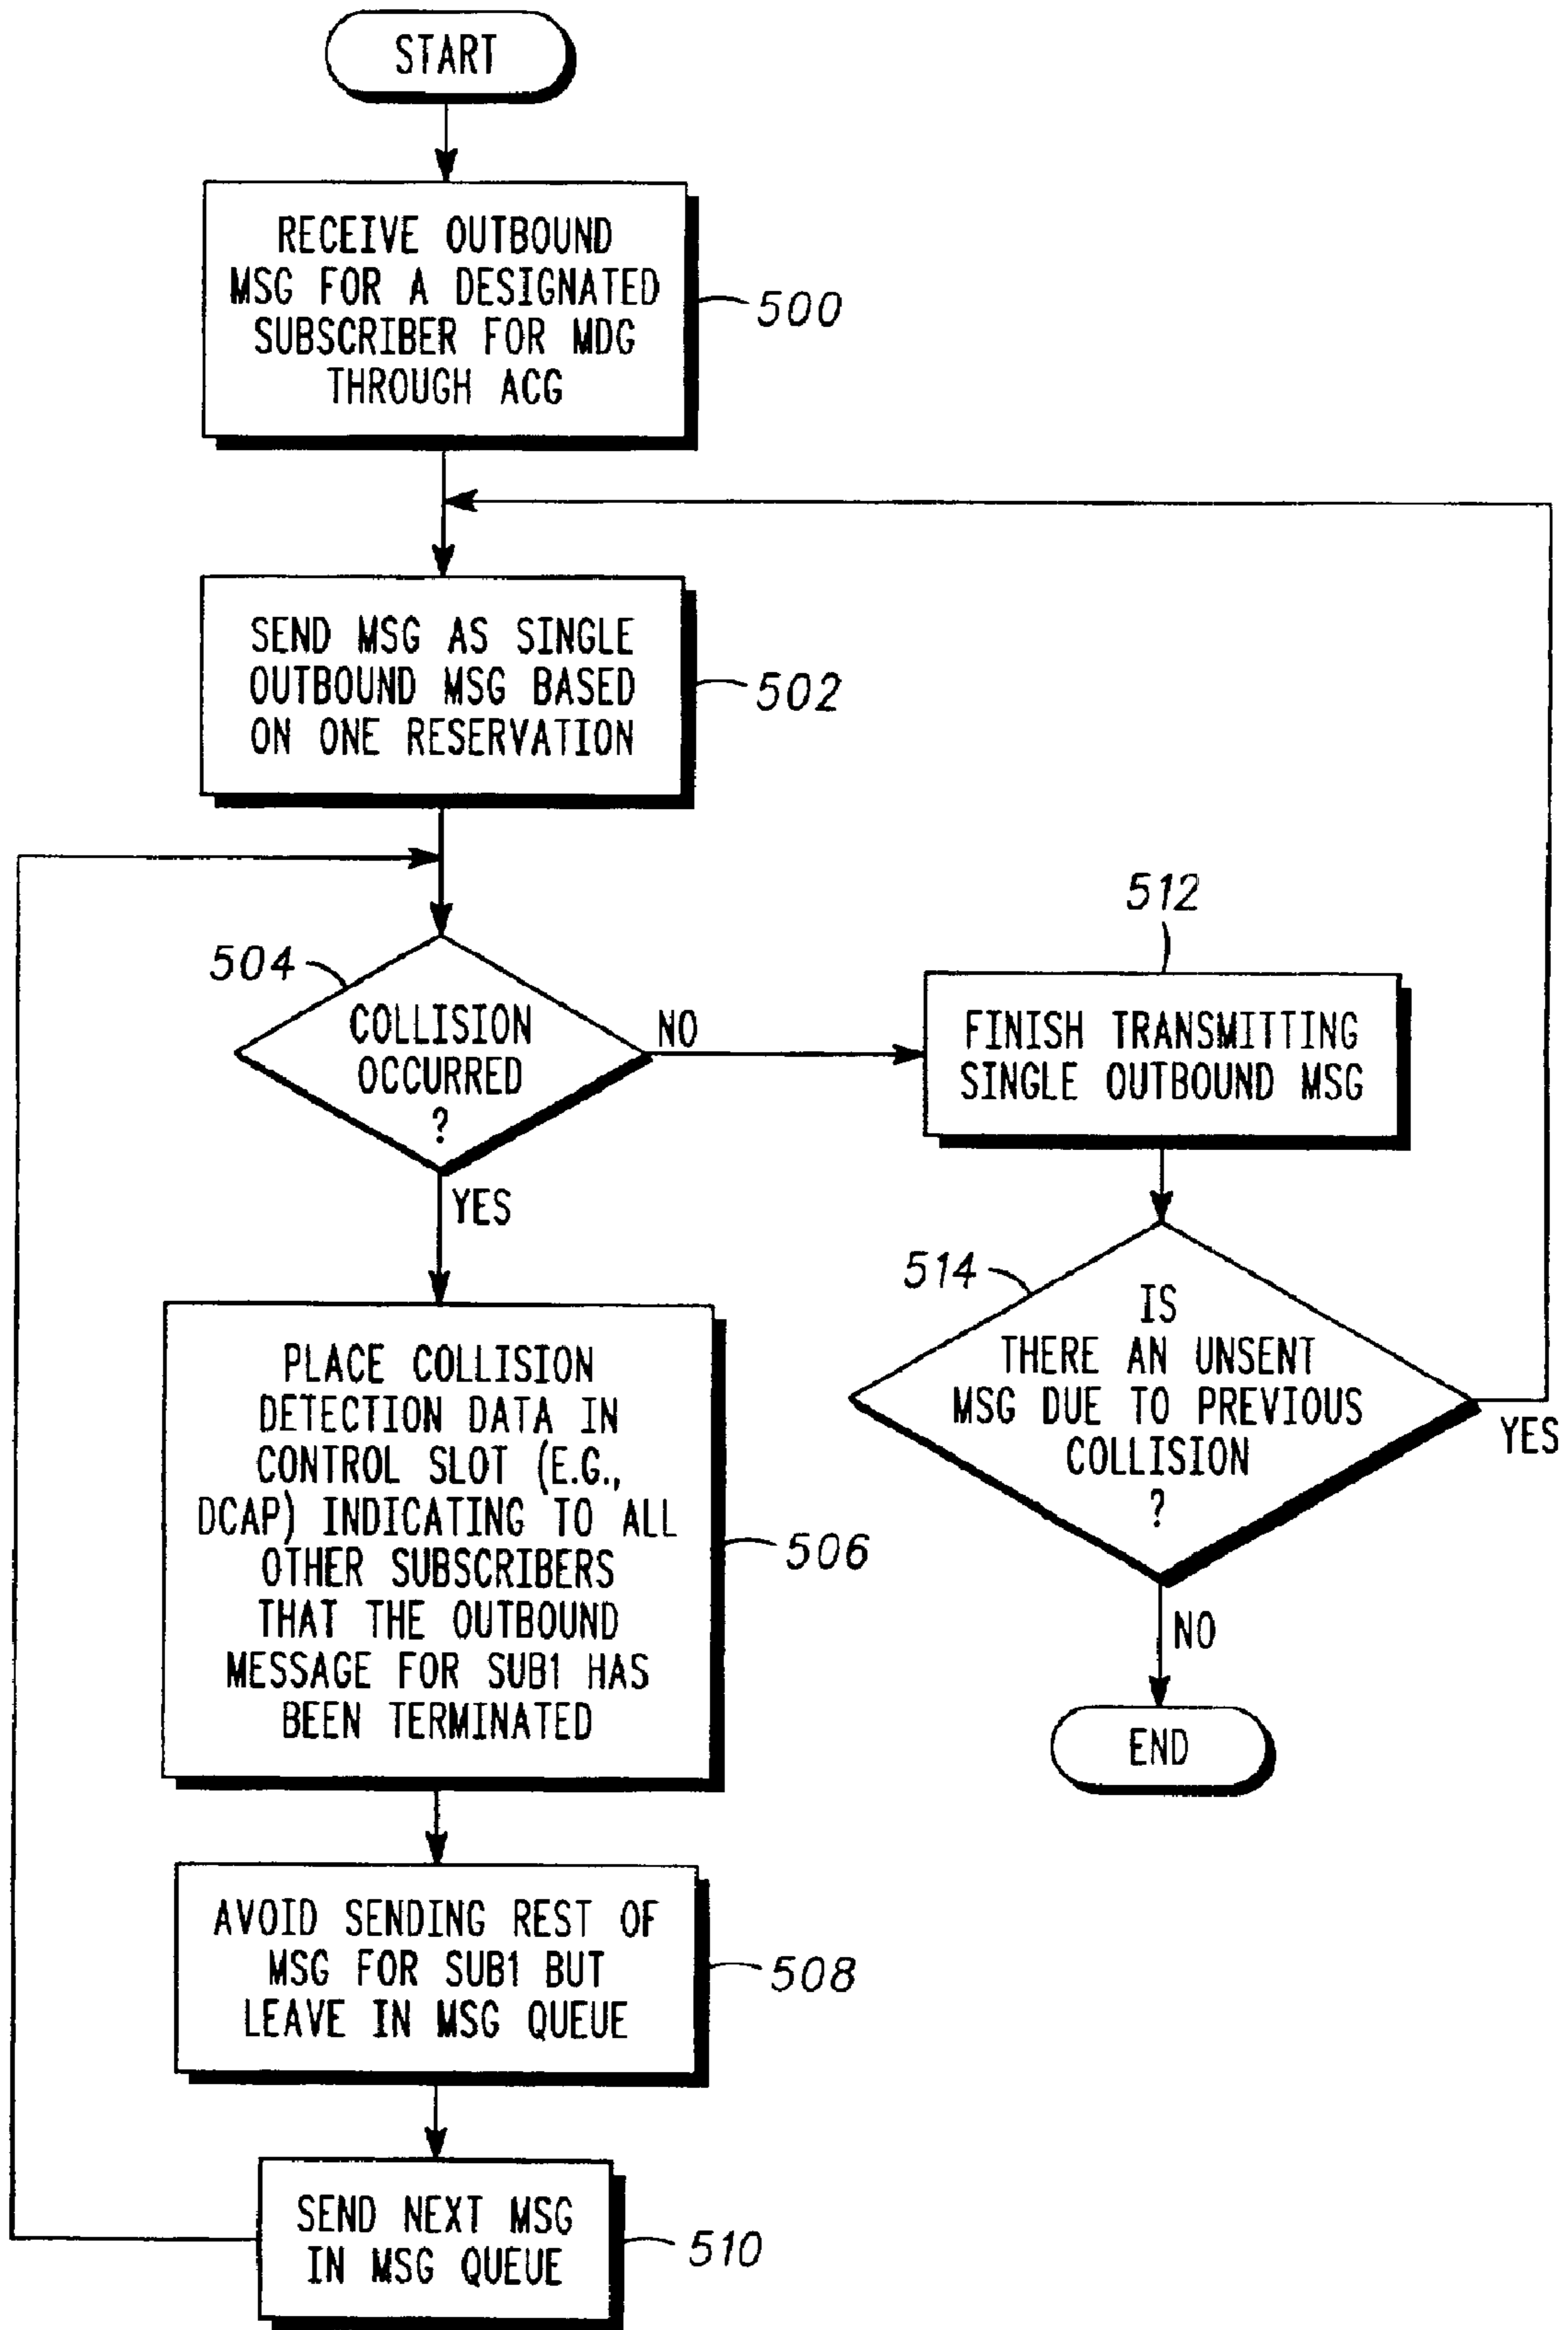 START
RECEIVE OUTBOUND
MSG FOR A DESIGNATED
SUBSCRIBER FOR MDG
THROUGH ACG
500
SEND MSG AS SINGLE
OUTBOUND MSG BASED
ON ONE RESERVATION
502
504
COLLISION
OCCURRED
?
NO
YES
512
FINISH TRANSMITTING
SINGLE OUTBOUND MSG
514
IS
THERE AN UNSENT
MSG DUE TO PREVIOUS
COLLISION
?
YES
NO
END
PLACE COLLISION
DETECTION DATA IN
CONTROL SLOT (E.G.,
DCAP) INDICATING TO ALL
OTHER SUBSCRIBERS
THAT THE OUTBOUND
MESSAGE FOR SUB1 HAS
BEEN TERMINATED
506
AVOID SENDING REST OF
MSG FOR SUB1 BUT
LEAVE IN MSG QUEUE
508
SEND NEXT MSG
IN MSG QUEUE
510